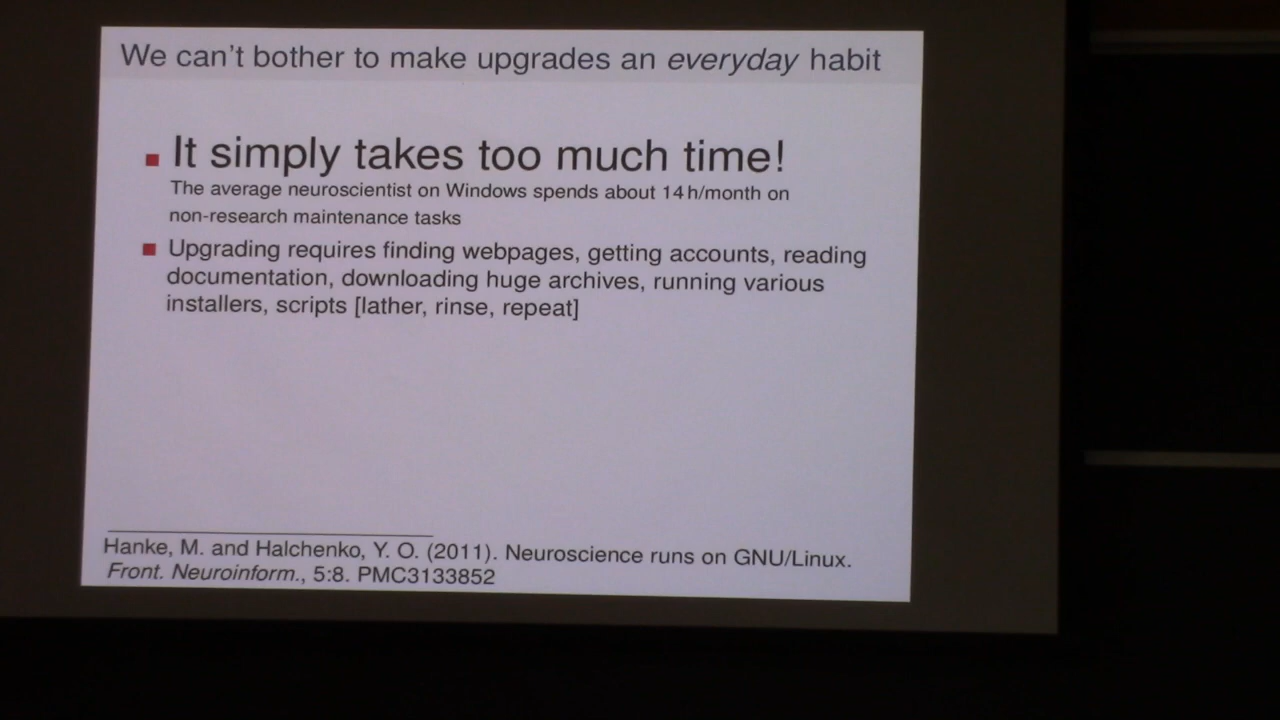 We can't bother to make upgrades an everyday habit
It simply takes too much time!
The average neuroscientist on Windows spends about 14 h/month on
non-research maintenance tasks
Upgrading requires finding webpages, getting accounts, reading
documentation, downloading huge archives, running various
installers, scripts [lather, rinse, repeat]
Hanke, M. and Halchenko, Y. O. (2011). Neuroscience runs on GNU/Linux.
Front. Neuroinform., 5:8. PMC3133852